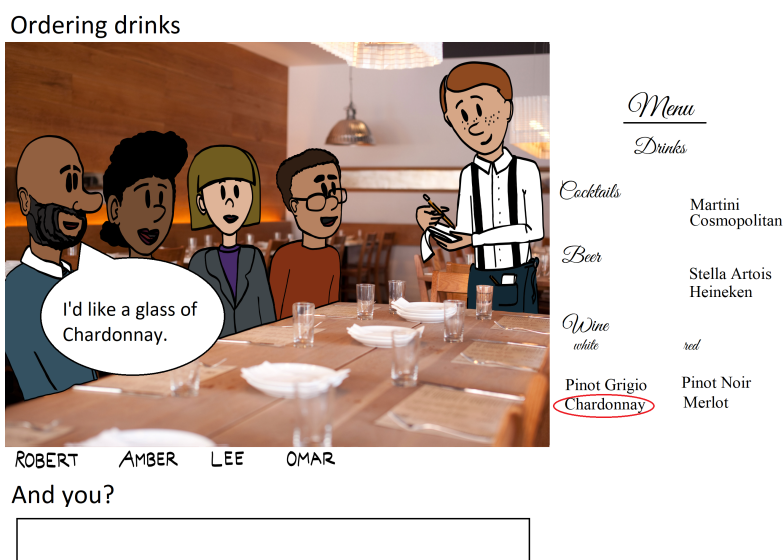 Ordering drinks
Menu
Drinks
Cocktails
Martini
Cosmopolitan
Beer
Stella Artois
Heineken
Wine
white red
Pinot Grigio Pinot Noir
Chardonnay Merlot
I'd like a glass of
Chardonnay.
ROBERT AMBER LEE OMAR
And you?